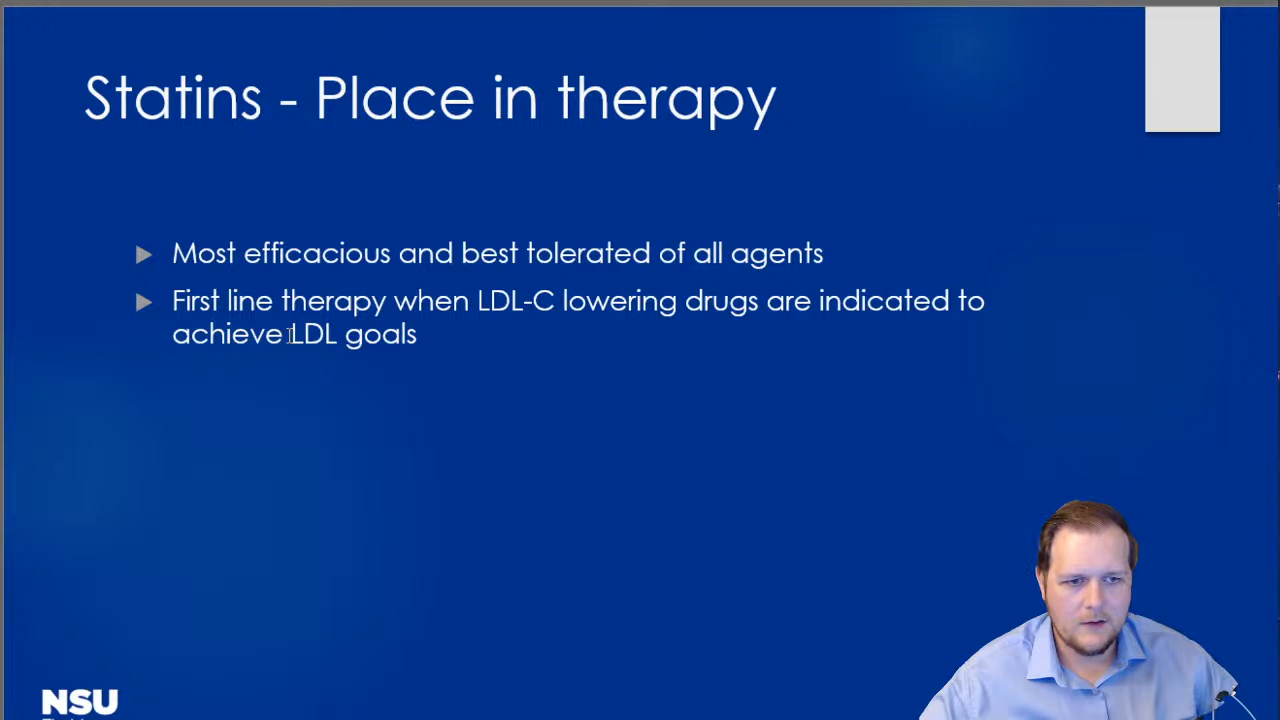 Statins - Place in therapy
Most efficacious and best tolerated of all agents
First line therapy when LDL-C lowering drugs are indicated to
achieve LDL goals
NSU